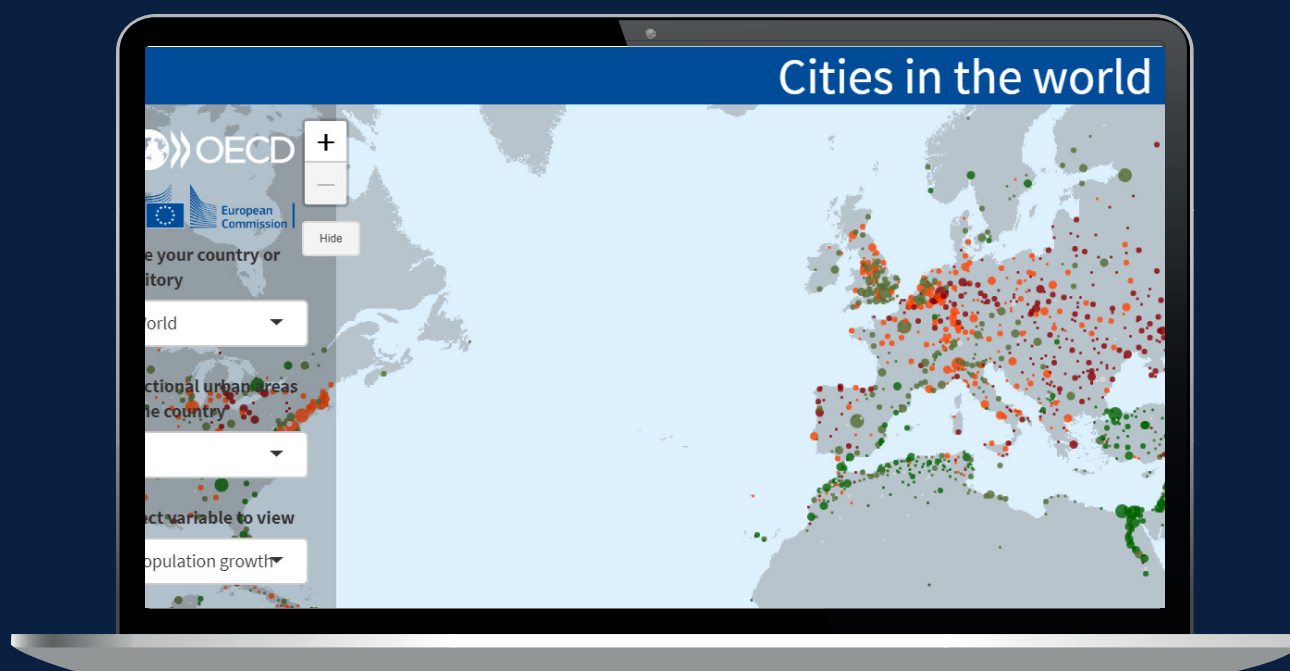 Cities in the world
OECD
European
Commission
+
−
Hide
e your country or
itory
orld
ctional urban areas
e country
ect variable to view
opulation growth